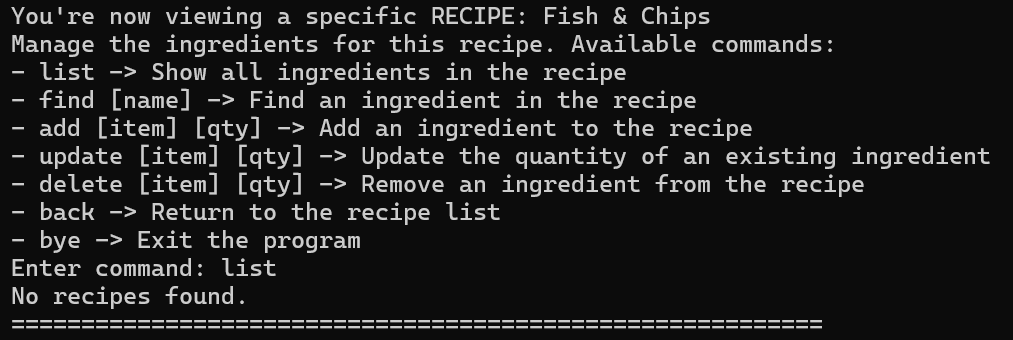 You're now viewing a specific RECIPE: Fish & Chips
Manage the ingredients for this recipe. Available commands:
- list -> Show all ingredients in the recipe
- find [name] -> Find an ingredient in the recipe
- add [item] [qty] -> Add an ingredient to the recipe
- update [item] [qty] -> Update the quantity of an existing ingredient
- delete [item] [qty] -> Remove an ingredient from the recipe
- back -> Return to the recipe list
- bye -> Exit the program
Enter command: list
No recipes found.
==========================================================